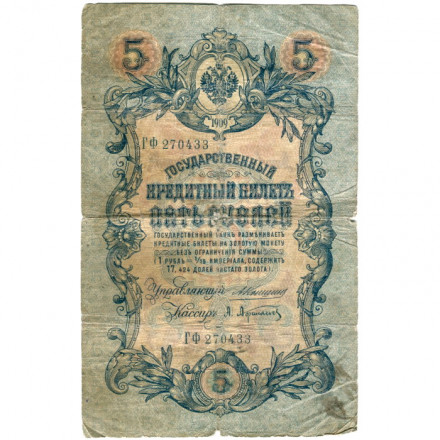 5 5
1909
ГФ 270433
ГОСУДАРСТВЕННЫЙ
КРЕДИТНЫЙ БИЛЕТЪ
ПЯТЬ РУБЛЕЙ
ГОСУДАРСТВЕННЫЙ БАНКЪ РАЗМѢНИВАЕТЪ
КРЕДИТНЫЕ БИЛЕТЫ НА ЗОЛОТУЮ МОНЕТУ
БЕЗЪ ОГРАНИЧЕНІЯ СУММЫ
(1 РУБЛЬ = 1/15 ИМПЕРІАЛА, СОДЕРЖИТЪ
17,424 ДОЛЕЙ ЧИСТАГО ЗОЛОТА)
Управляющій
Кассиръ А.
ГФ 270433
5